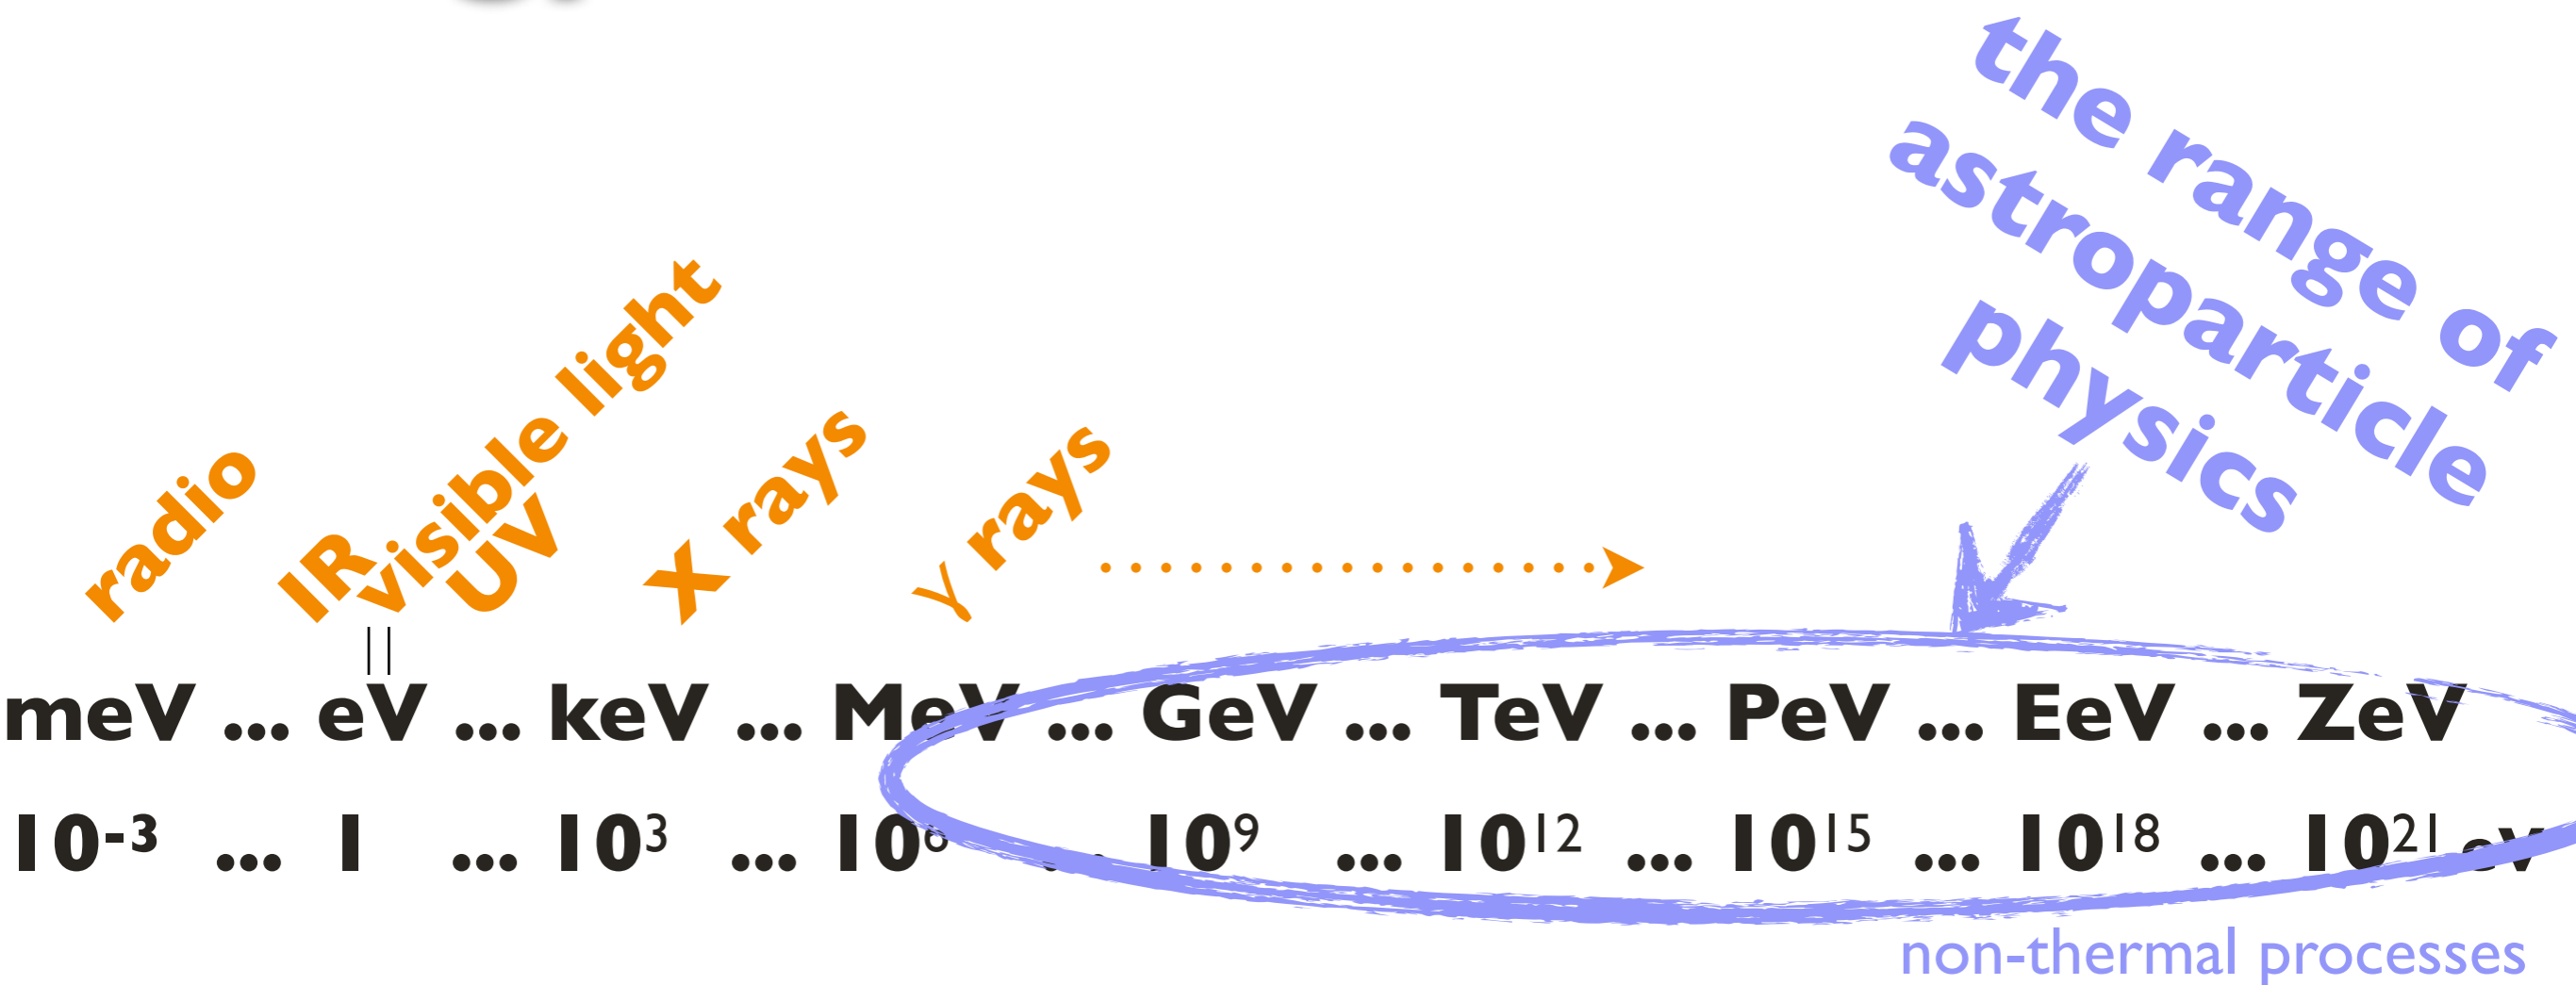 the range of
astroparticle
physics
radio
IR
visible light
UV
X rays
γ rays
meV ... eV ... keV ... MeV ... GeV ... TeV ... PeV ... EeV ... ZeV
10⁻³ ... 1 ... 10³ ... 10⁶ ... 10⁹ ... 10¹² ... 10¹⁵ ... 10¹⁸ ... 10²¹ eV
non-thermal processes